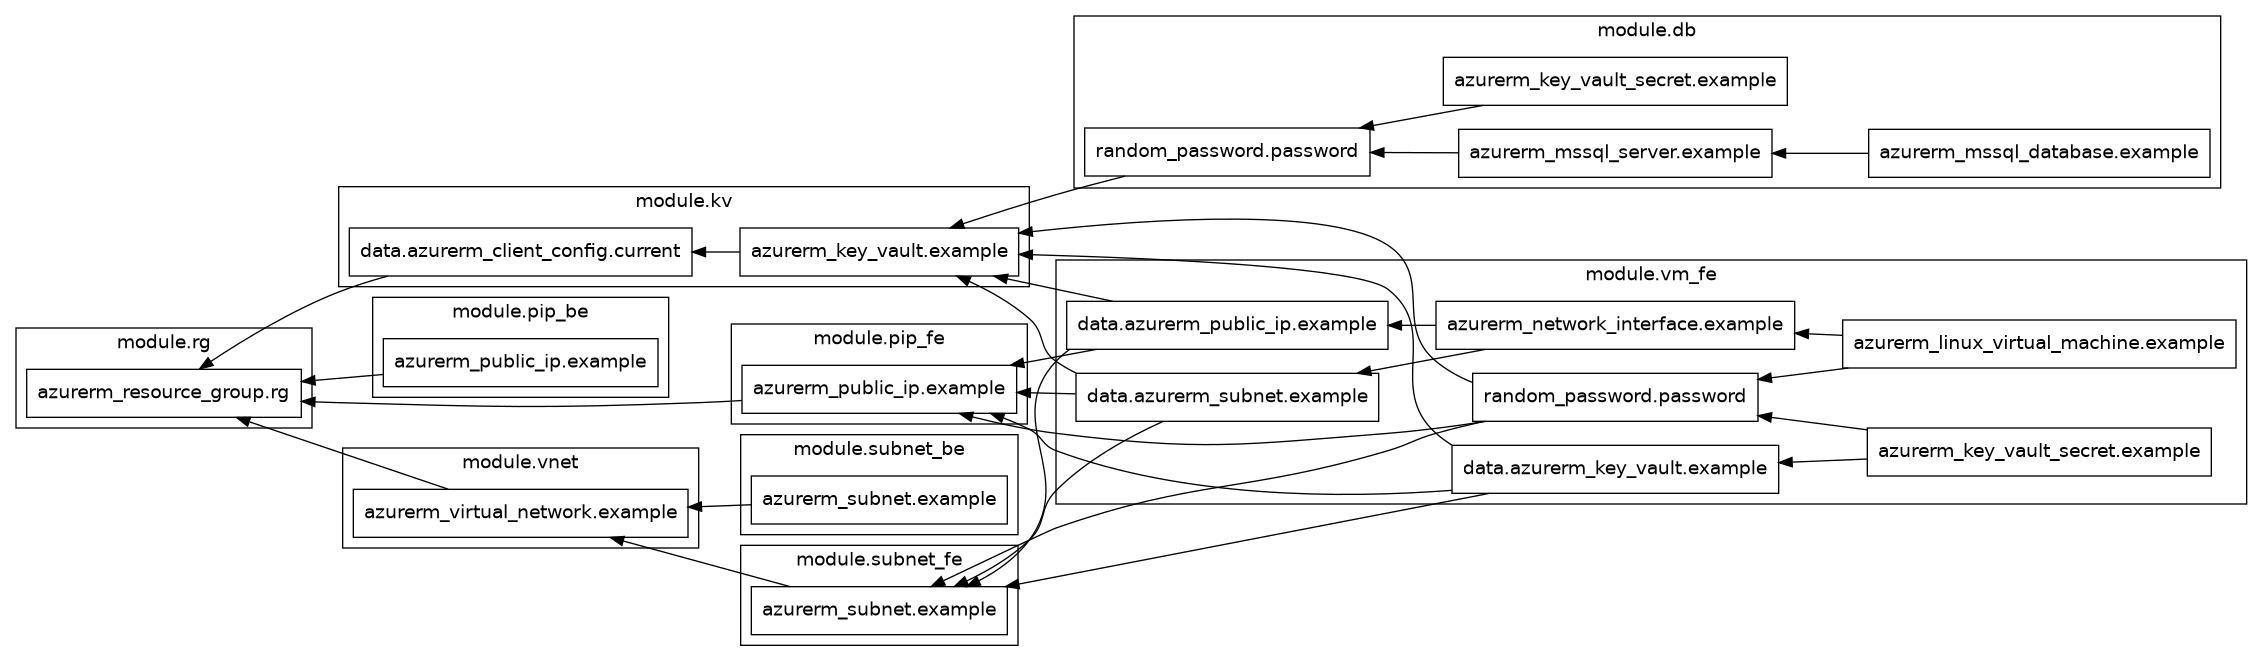 module.db
azurerm_key_vault_secret.example
random_password.password
azurerm_mssql_server.example
azurerm_mssql_database.example
module.kv
data.azurerm_client_config.current
azurerm_key_vault.example
module.vm_fe
data.azurerm_public_ip.example
azurerm_network_interface.example
azurerm_linux_virtual_machine.example
data.azurerm_subnet.example
random_password.password
data.azurerm_key_vault.example
azurerm_key_vault_secret.example
module.pip_be
azurerm_public_ip.example
module.rg
azurerm_resource_group.rg
module.pip_fe
azurerm_public_ip.example
module.subnet_be
azurerm_subnet.example
module.vnet
azurerm_virtual_network.example
module.subnet_fe
azurerm_subnet.example